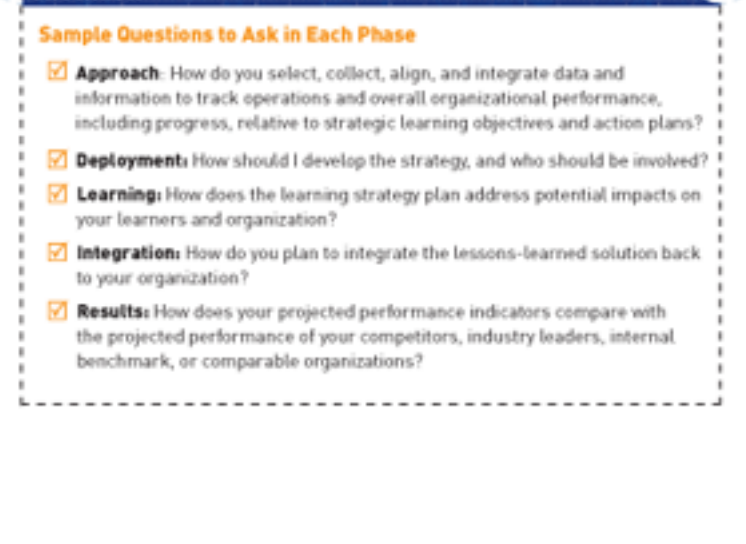 Sample Questions to Ask in Each Phase
Approach: How do you select, collect, align, and integrate data and
information to track operations and overall organizational performance,
including progress, relative to strategic learning objectives and action plans?
Deployment: How should I develop the strategy, and who should be involved?
Learning: How does the learning strategy plan address potential impacts on
your learners and organization?
Integration: How do you plan to integrate the lessons-learned solution back
to your organization?
Results: How does your projected performance indicators compare with
the projected performance of your competitors, industry leaders, internal
benchmark, or comparable organizations?